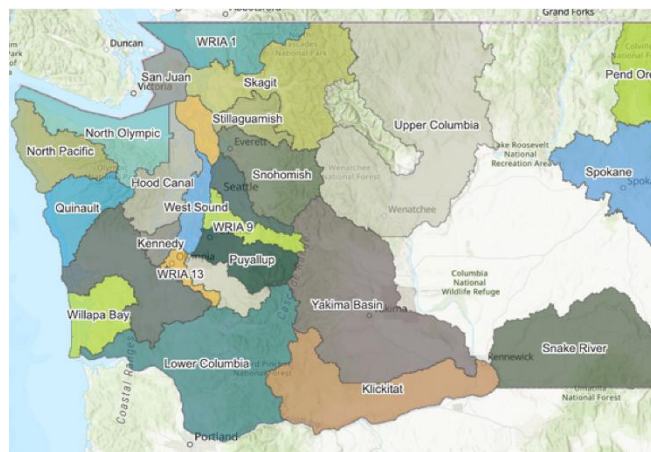 Grand Forks
Duncan
WRIA 1
San Juan
Victoria
Skagit
Pend Ore
North Olympic
Stillaguamish
Upper Columbia
North Pacific
Everett
Lake Roosevelt
National
Recreation Area
Spokane
Snohomish
Wenatchee
National Forest
Hood Canal
Seattle
Quinault
West Sound
Wenatchee
WRIA 9
Kennedy
Puyallup
WRIA 13
Columbia
National
Wildlife Refuge
Willapa Bay
Yakima Basin
Coastal Ranges
Lower Columbia
Kennewick
Snake River
Klickitat
Umatilla
National Forest
Portland